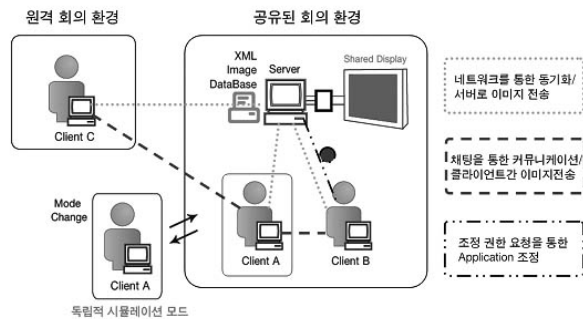 원격 회의 환경
공유된 회의 환경
XML
Image
DataBase
Server
Shared Display
Client C
Mode
Change
Client A
Client A
Client B
독립적 시뮬레이션 모드
네트워크를 통한 동기화/
서버로 이미지 전송
채팅을 통한 커뮤니케이션/
클라이언트간 이미지전송
조정 권한 요청을 통한
Application 조정